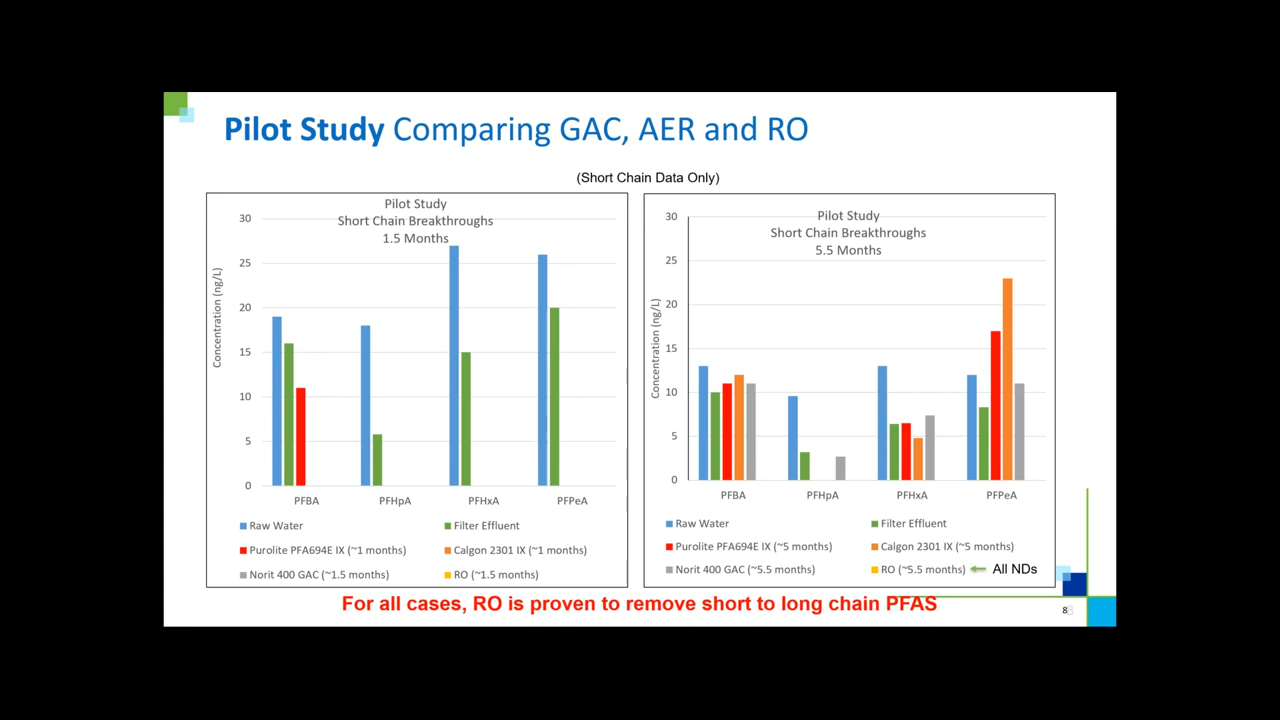 Pilot Study Comparing GAC, AER and RO
(Short Chain Data Only)
Pilot Study
Short Chain Breakthroughs
1.5 Months
Concentration (ng/L)
30
25
20
15
10
5
0
PFBA PFHpA PFHxA PFPeA
Raw Water Filter Effluent
Purolite PFA694E IX (~1 months) Calgon 2301 IX (~1 months)
Norit 400 GAC (~1.5 months) RO (~1.5 months)
Pilot Study
Short Chain Breakthroughs
5.5 Months
Concentration (ng/L)
30
25
20
15
10
5
0
PFBA PFHpA PFHxA PFPeA
Raw Water Filter Effluent
Purolite PFA694E IX (~5 months) Calgon 2301 IX (~5 months)
Norit 400 GAC (~5.5 months) RO (~5.5 months) All NDs
For all cases, RO is proven to remove short to long chain PFAS
8